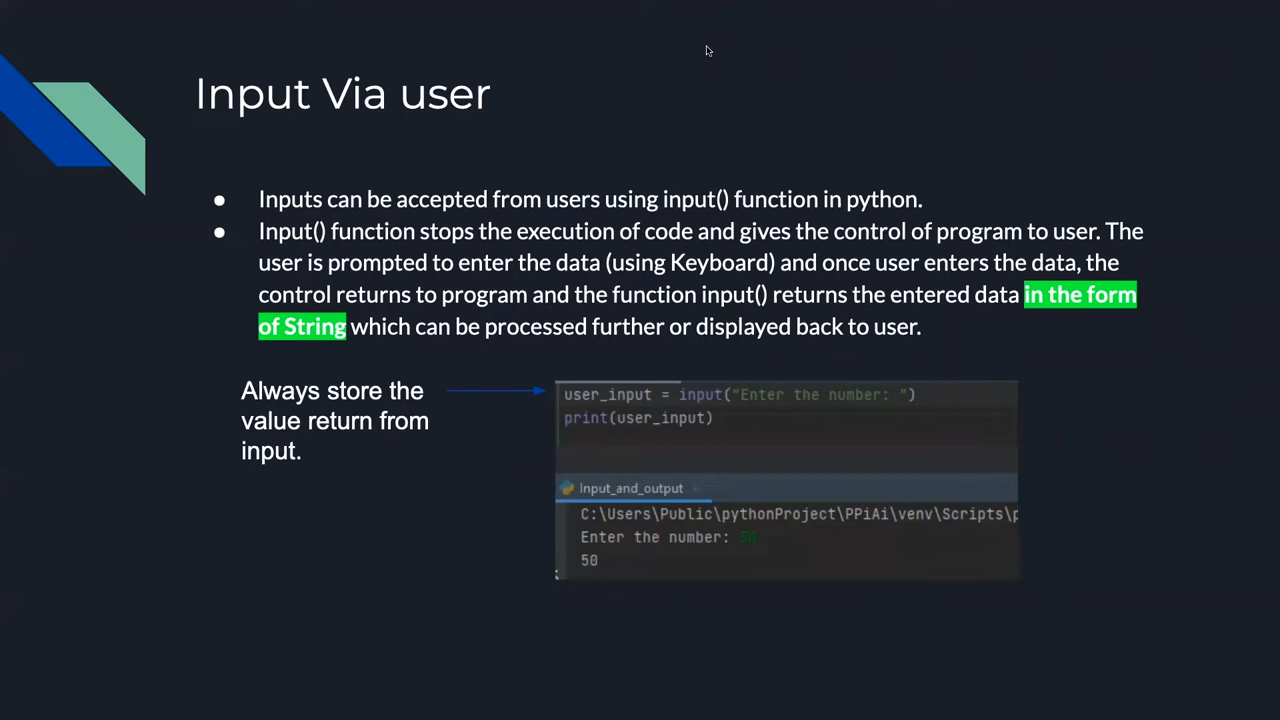 Input Via user
● Inputs can be accepted from users using input() function in python.
● Input() function stops the execution of code and gives the control of program to user. The
user is prompted to enter the data (using Keyboard) and once user enters the data, the
control returns to program and the function input() returns the entered data in the form
of String which can be processed further or displayed back to user.
Always store the
value return from
input.
user_input = input("Enter the number: ")
print(user_input)
Input_and_output
C:\Users\Public\pythonProject\PPiAi\venv\Scripts\p
Enter the number: 50
50